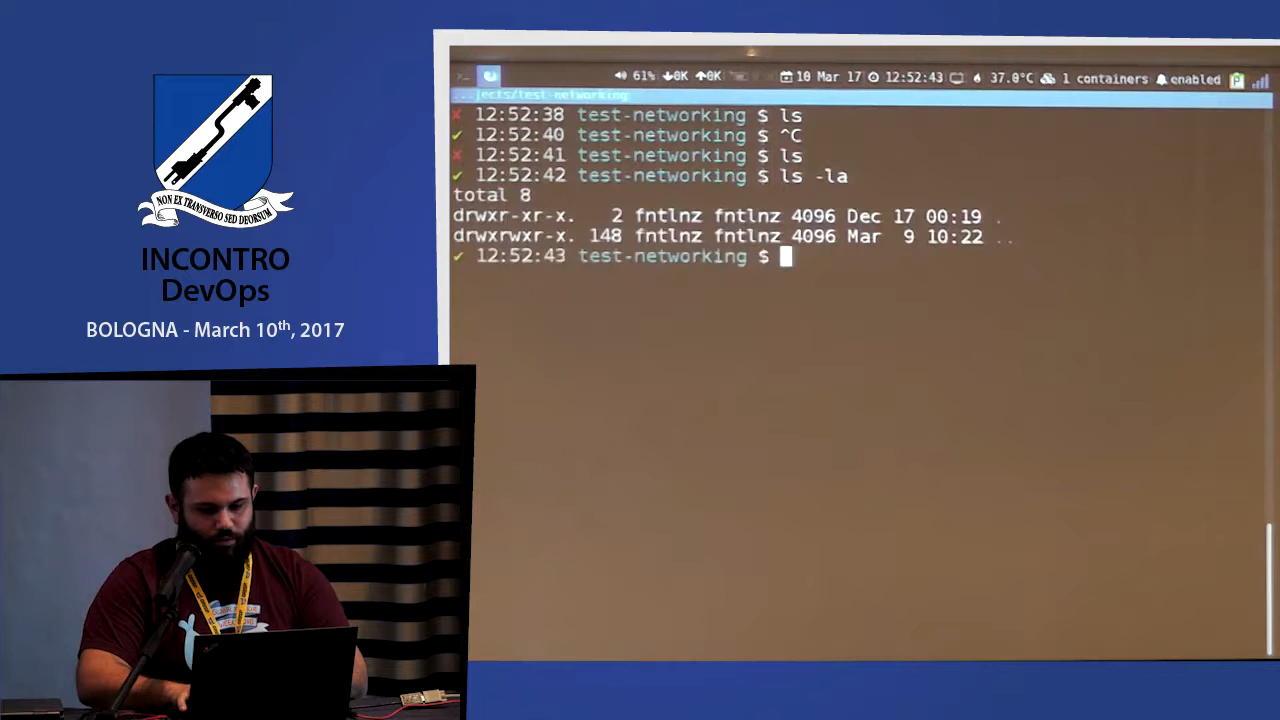 NON EX TRANSVERSO SED DEORSUM
INCONTRO
DevOps
BOLOGNA - March 10th, 2017
61% 0K 0K 10 Mar 17 12:52:43 37.0°C 1 containers enabled
...jects/test-networking
12:52:38 test-networking $ ls
12:52:40 test-networking $ ^C
12:52:41 test-networking $ ls
12:52:42 test-networking $ ls -la
total 8
drwxr-xr-x. 2 fntlnz fntlnz 4096 Dec 17 00:19 .
drwxrwxr-x. 148 fntlnz fntlnz 4096 Mar 9 10:22 ..
12:52:43 test-networking $